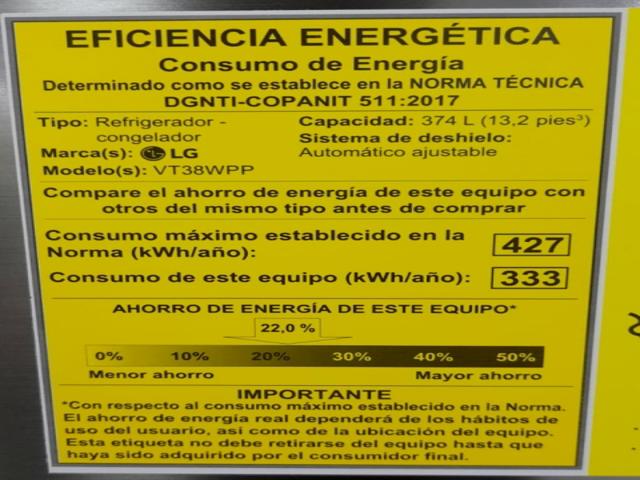 EFICIENCIA ENERGÉTICA
Consumo de Energía
Determinado como se establece en la NORMA TÉCNICA
DGNTI-COPANIT 511:2017
Tipo: Refrigerador -
congelador
Marca(s): LG
Modelo(s): VT38WPP
Capacidad: 374 L (13,2 pies³)
Sistema de deshielo:
Automático ajustable
Compare el ahorro de energía de este equipo con
otros del mismo tipo antes de comprar
Consumo máximo establecido en la
Norma (kWh/año):
427
Consumo de este equipo (kWh/año): 333
AHORRO DE ENERGÍA DE ESTE EQUIPO*
22,0 %
0% 10% 20% 30% 40% 50%
Menor ahorro Mayor ahorro
IMPORTANTE
*Con respecto al consumo máximo establecido en la Norma.
El ahorro de energía real dependerá de los hábitos de
uso del usuario, asi como de la ubicación del equipo.
Esta etiqueta no debe retirarse del equipo hasta que
haya sido adquirido por el consumidor final.